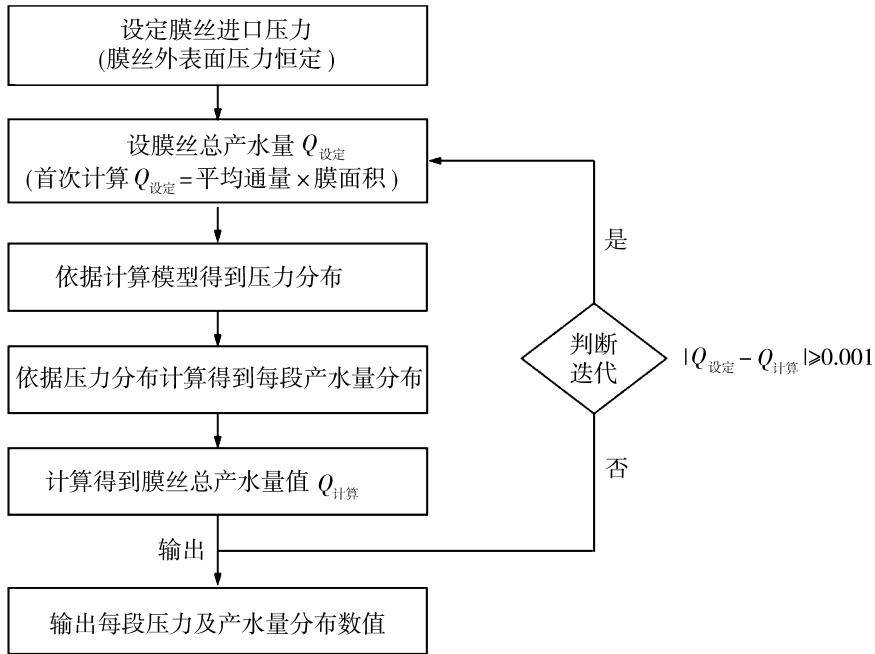 设定膜丝进口压力
(膜丝外表面压力恒定)
设膜丝总产水量 Q设定
(首次计算Q设定=平均通量×膜面积)
依据计算模型得到压力分布
依据压力分布计算得到每段产水量分布
计算得到膜丝总产水量值 Q计算
输出
输出每段压力及产水量分布数值
是
判断
迭代
|Q设定-Q计算|≥0.001
否